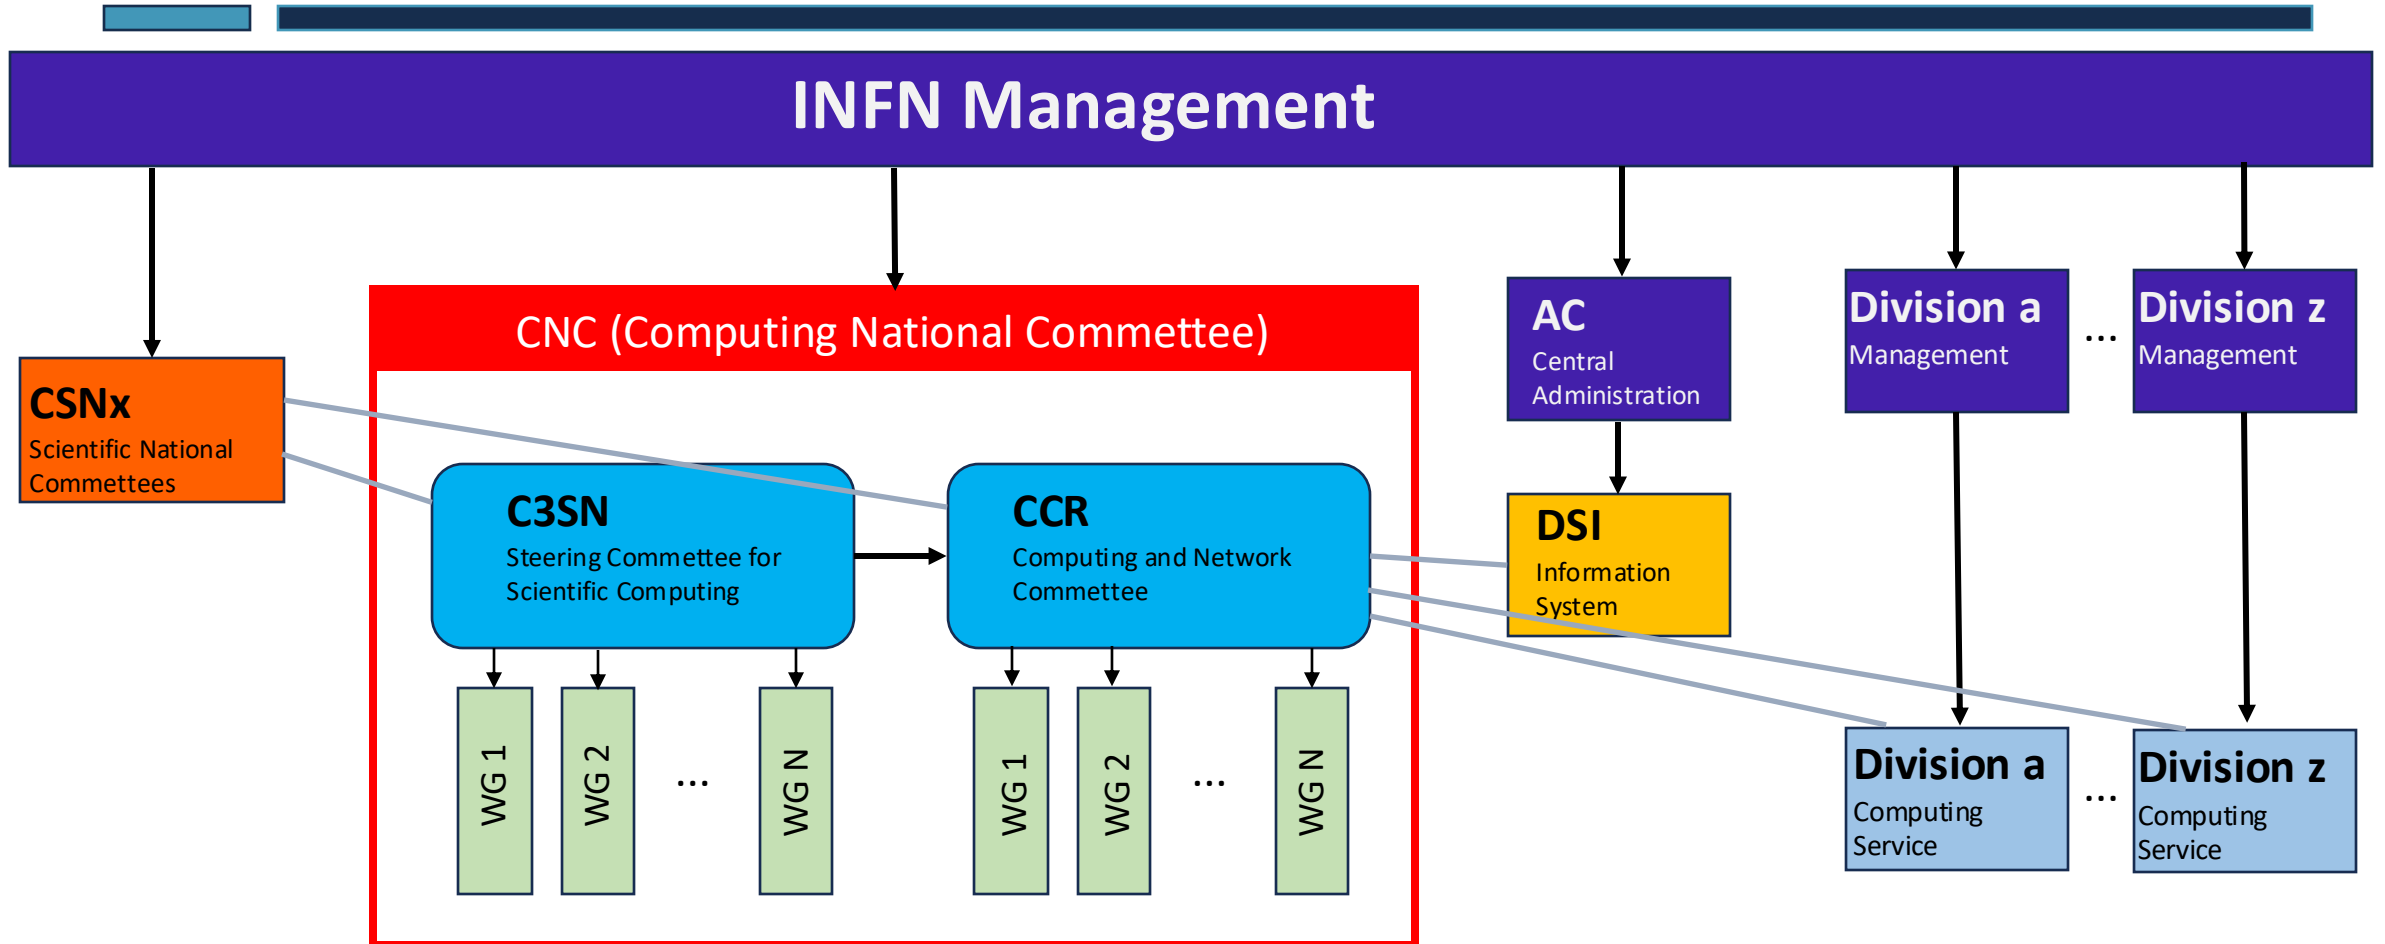 INFN Management
CNC (Computing National Commettee)
CSNx
Scientific National
Commettees
C3SN
Steering Commettee for
Scientific Computing
CCR
Computing and Network
Committee
AC
Central
Administration
DSI
Information
System
Division a
Management
...
Division z
Management
WG 1
WG 2
...
WG N
WG 1
WG 2
...
WG N
Division a
Computing
Service
...
Division z
Computing
Service